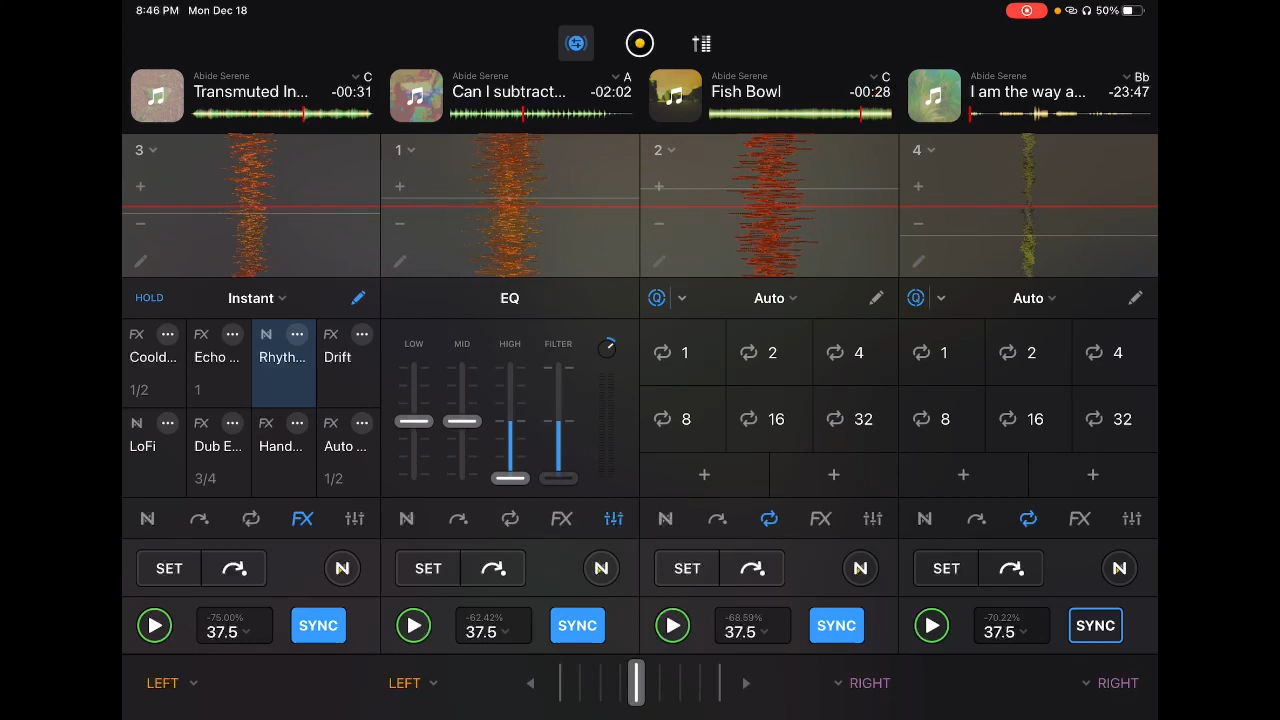 8:46 PM Mon Dec 18
50%
Abide Serene C
Transmuted In... -00:31
Abide Serene A
Can I subtract... -02:02
Abide Serene C
Fish Bowl -00:28
Abide Serene Bb
I am the way a... -23:47
3
1
2
4
HOLD Instant
EQ
Q Auto
Q Auto
FX FX N FX
Coold... Echo ... Rhyth... Drift
1/2 1
N FX FX FX
LoFi Dub E... Hand... Auto ...
3/4 1/2
LOW MID HIGH FILTER
1 2 4
8 16 32
+ +
1 2 4
8 16 32
+ +
N FX
N FX
N FX
N FX
SET N
SET N
SET N
SET N
-75.00%
37.5 SYNC
-62.42%
37.5 SYNC
-68.59%
37.5 SYNC
-70.22%
37.5 SYNC
LEFT LEFT RIGHT RIGHT